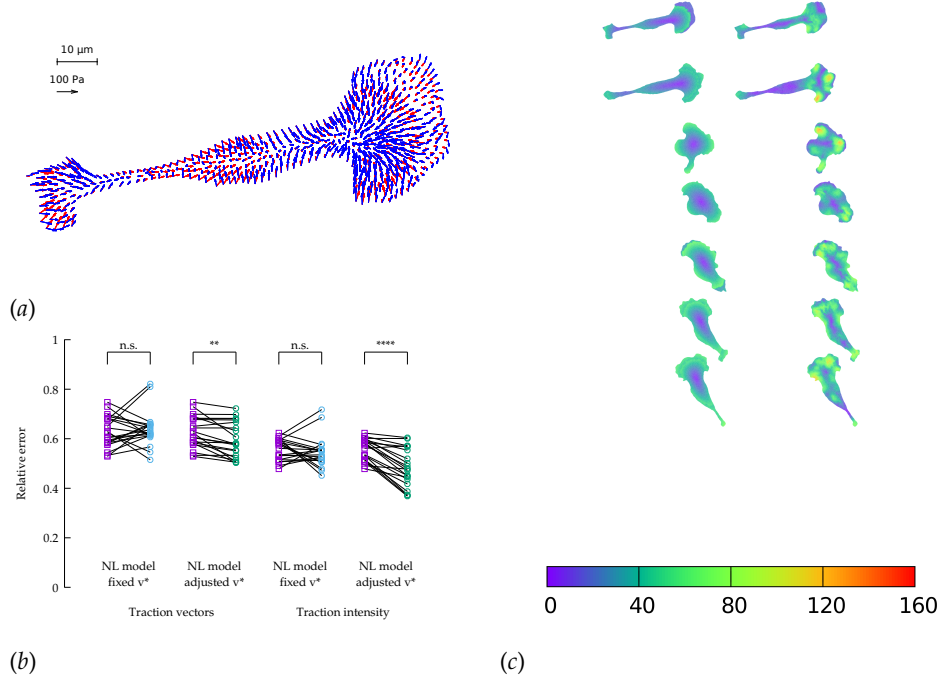 10 μm
100 Pa
(a)
1
0.8
0.6
0.4
0.2
0
Relative error
n.s.
**
n.s.
****
NL model
fixed v*
NL model
adjusted v*
NL model
fixed v*
NL model
adjusted v*
Traction vectors
Traction intensity
(b)
0 40 80 120 160
(c)